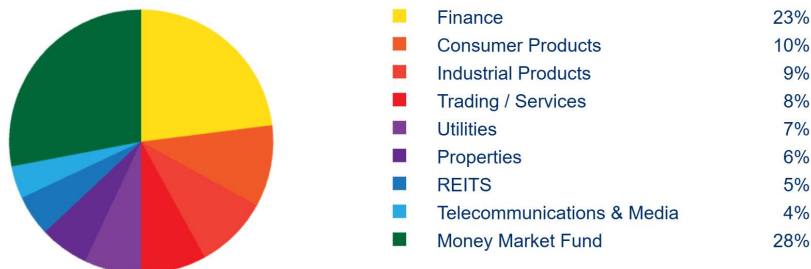 Finance 23%
Consumer Products 10%
Industrial Products 9%
Trading / Services 8%
Utilities 7%
Properties 6%
REITS 5%
Telecommunications & Media 4%
Money Market Fund 28%